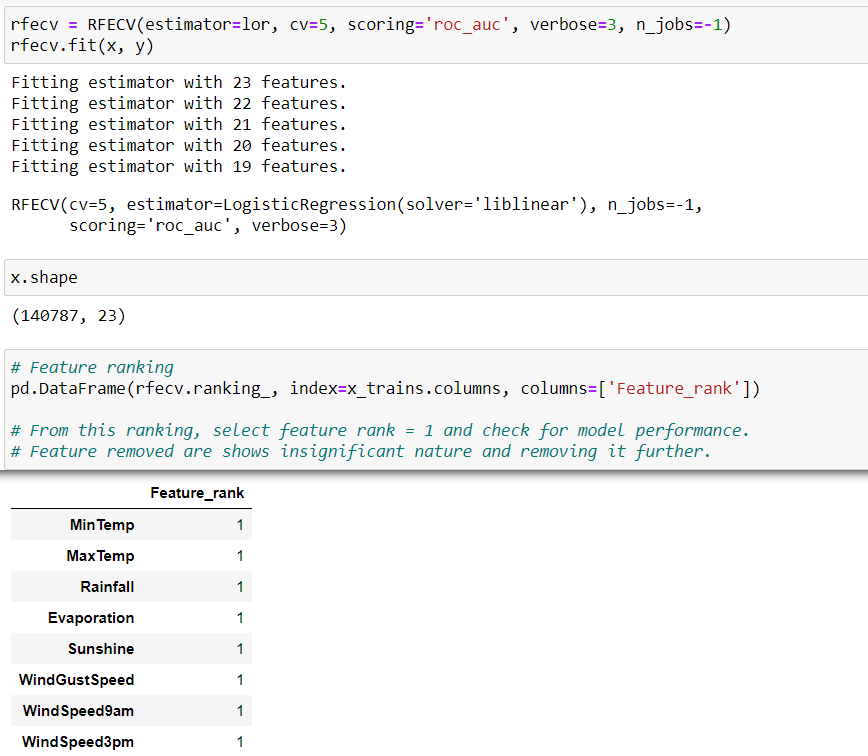 rfecv = RFECV(estimator=lor, cv=5, scoring='roc_auc', verbose=3, n_jobs=-1)
rfecv.fit(x, y)
Fitting estimator with 23 features.
Fitting estimator with 22 features.
Fitting estimator with 21 features.
Fitting estimator with 20 features.
Fitting estimator with 19 features.
RFECV(cv=5, estimator=LogisticRegression(solver='liblinear'), n_jobs=-1,
      scoring='roc_auc', verbose=3)
x.shape
(140787, 23)
# Feature ranking
pd.DataFrame(rfecv.ranking_, index=x_trains.columns, columns=['Feature_rank'])
# From this ranking, select feature rank = 1 and check for model performance.
# Feature removed are shows insignificant nature and removing it further.
Feature_rank
MinTemp 1
MaxTemp 1
Rainfall 1
Evaporation 1
Sunshine 1
WindGustSpeed 1
WindSpeed9am 1
WindSpeed3pm 1